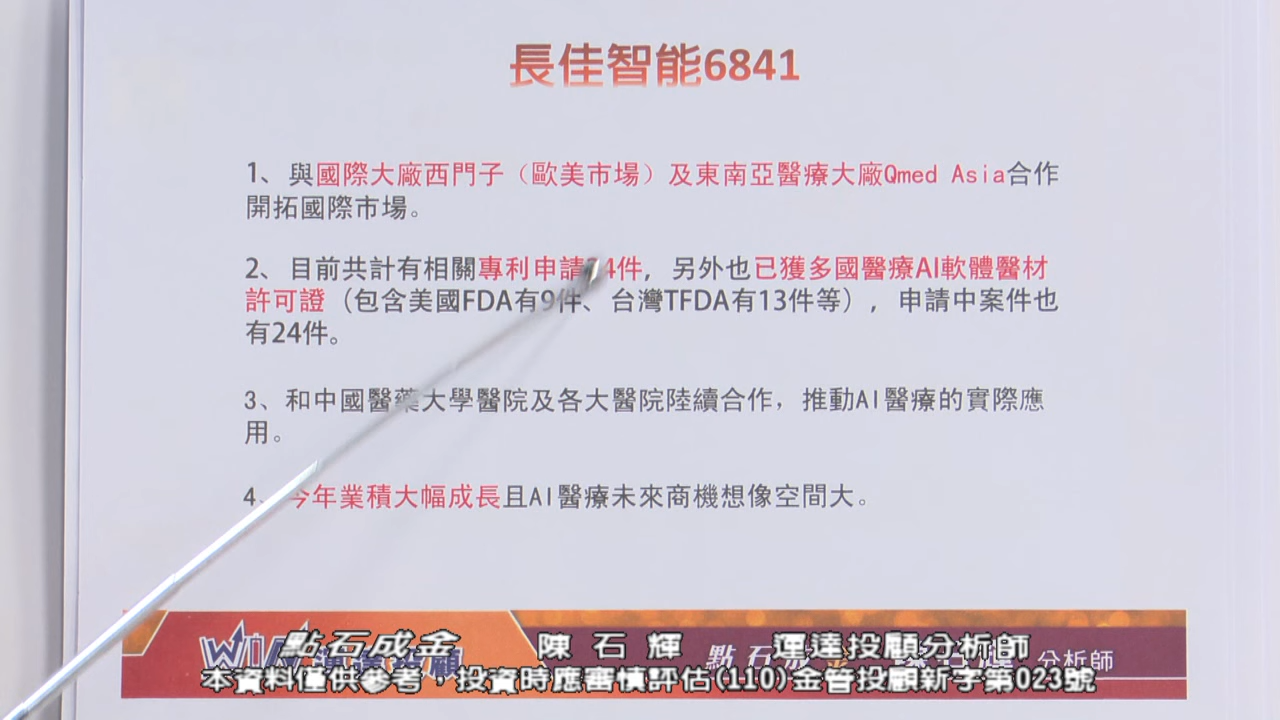 長佳智能6841
1、與國際大廠西門子（歐美市場）及東南亞醫療大廠Qmed Asia合作
開拓國際市場。
2、目前共計有相關專利申請 4件，另外也已獲多國醫療AI軟體醫材
許可證（包含美國FDA有9件、台灣TFDA有13件等），申請中案件也
有24件。
3、和中國醫藥大學醫院及各大醫院陸續合作，推動AI醫療的實際應
用。
4、今年業績大幅成長且AI醫療未來商機想像空間大。
點石成金 陳石輝 運達投顧分析師
分析師
本資料僅供參考，投資時應審慎評估(110)金管投顧新字第023號